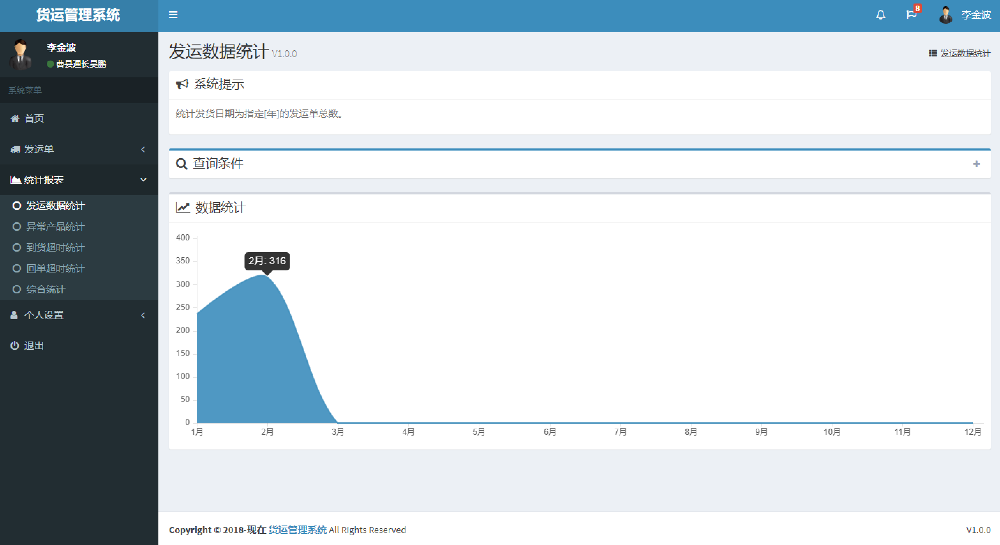 货运管理系统
8
李金波
李金波
曹县通长昊鹏
系统菜单
首页
发运单
统计报表
发运数据统计
异常产品统计
到货超时统计
回单超时统计
综合统计
个人设置
退出
发运数据统计 V1.0.0
发运数据统计
系统提示
统计发货日期为指定[年]的发运单总数。
查询条件
数据统计
400
350
300
250
200
150
100
50
0
2月: 316
1月 2月 3月 4月 5月 6月 7月 8月 9月 10月 11月 12月
Copyright © 2018-现在 货运管理系统 All Rights Reserved
V1.0.0